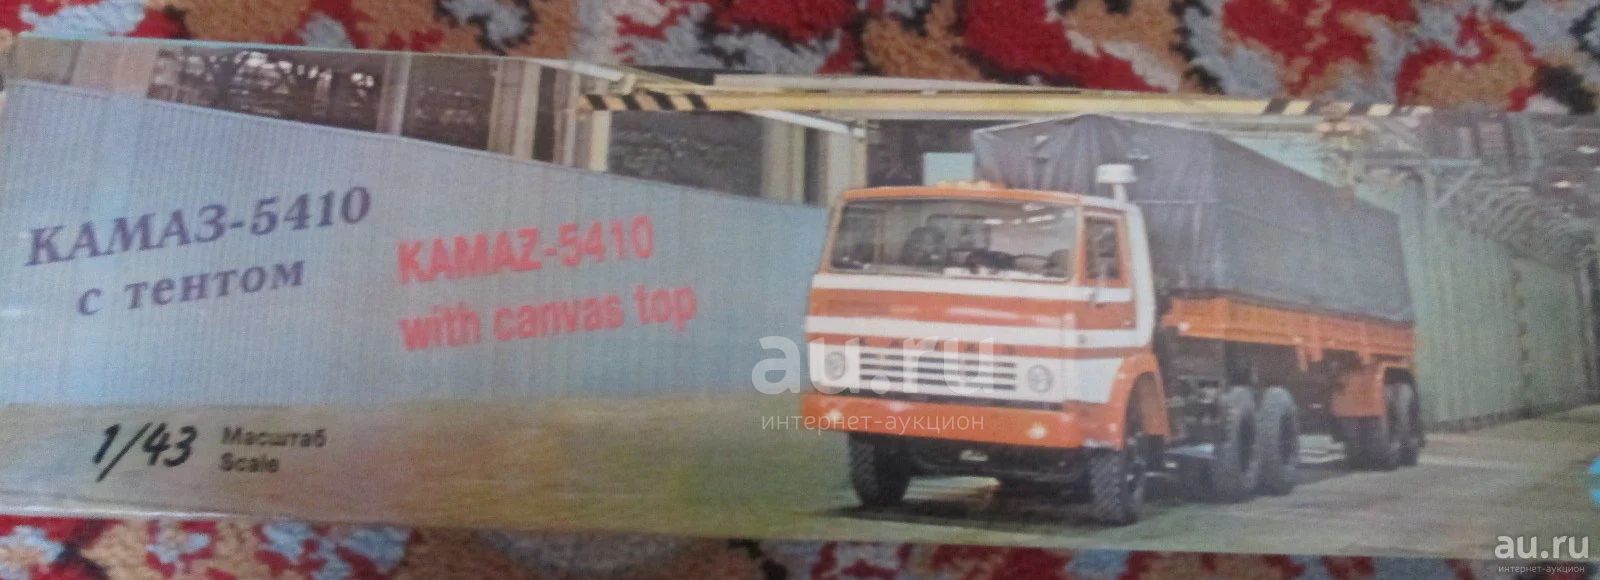 КАМАЗ-5410
с тентом
KAMAZ-5410
with canvas top
1/43 Масштаб
Scale
au.ru
интернет-аукцион
au.ru
интернет-аукцион